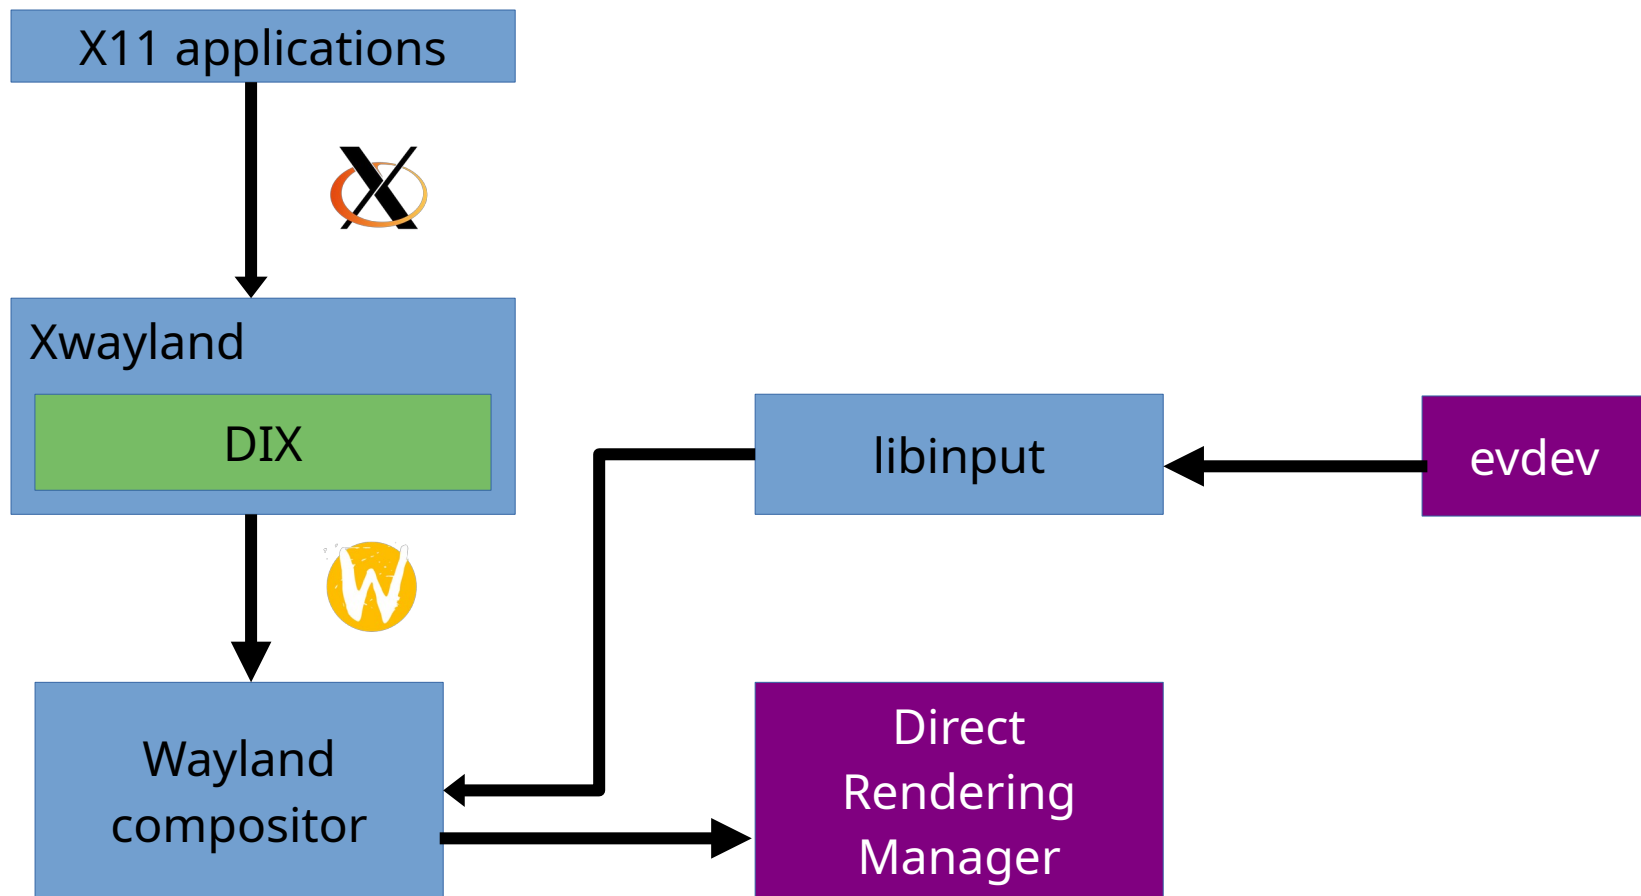 X11 applications
X
Xwayland
DIX
libinput
evdev
W
Wayland
compositor
Direct
Rendering
Manager